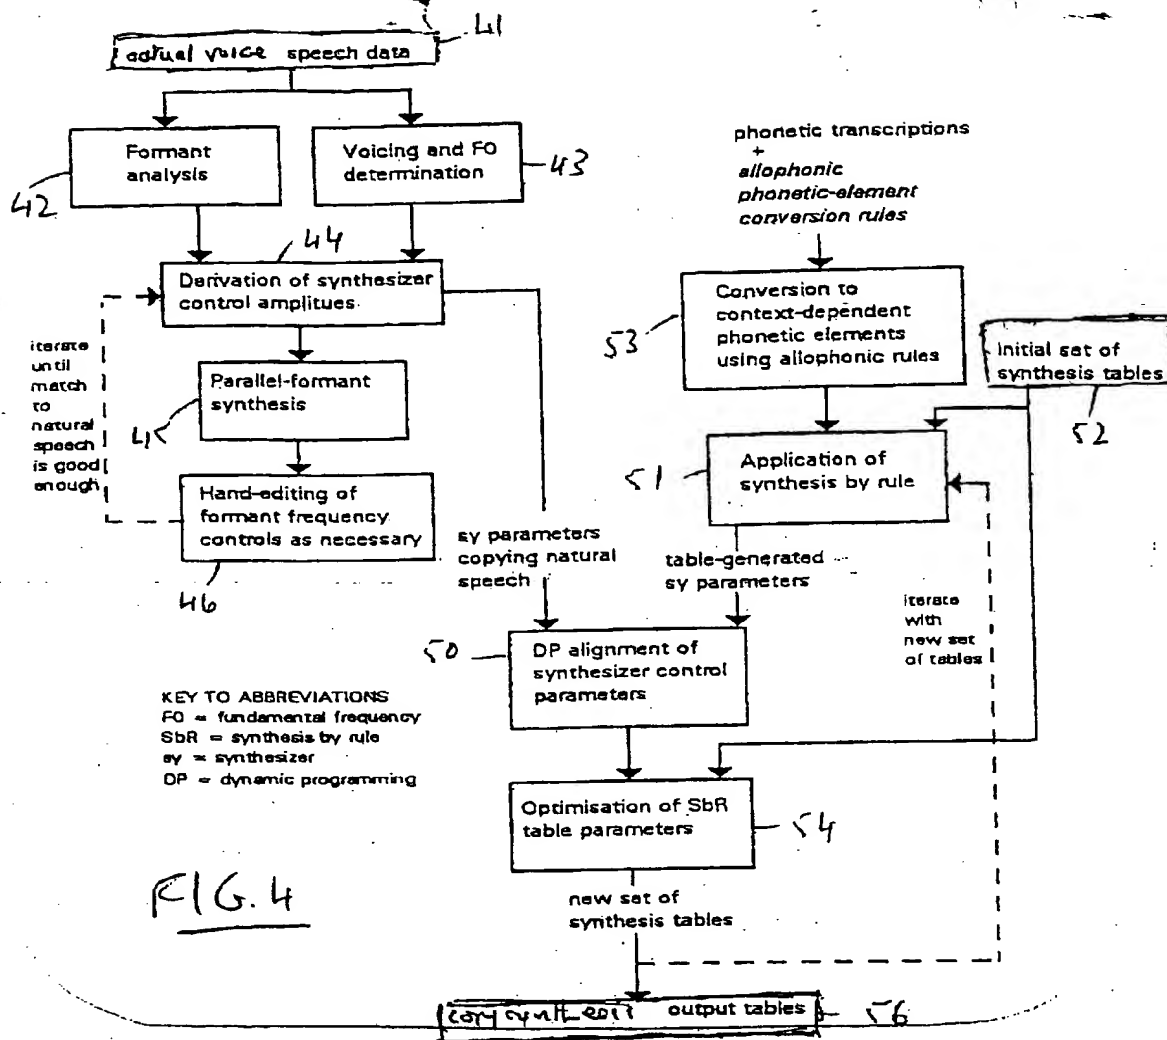 41
actual voice speech data
Formant
analysis
42
Voicing and F0
determination
43
44
Derivation of synthesizer
control amplitues
iterate
until
match
to
natural
speech
is good
enough
Parallel-formant
synthesis
45
Hand-editing of
formant frequency
controls as necessary
46
sy parameters
copying natural
speech
phonetic transcriptions
+
allophonic
phonetic-element
conversion rules
Conversion to
context-dependent
phonetic elements
using allophonic rules
53
Initial set of
synthesis tables
52
Application of
synthesis by rule
51
table-generated
sy parameters
iterate
with
new set
of tables
50
DP alignment of
synthesizer control
parameters
KEY TO ABBREVIATIONS
F0 = fundamental frequency
SbR = synthesis by rule
sy = synthesizer
DP = dynamic programming
Optimisation of SbR
table parameters
54
FIG. 4
new set of
synthesis tables
copy synthesis output tables
56